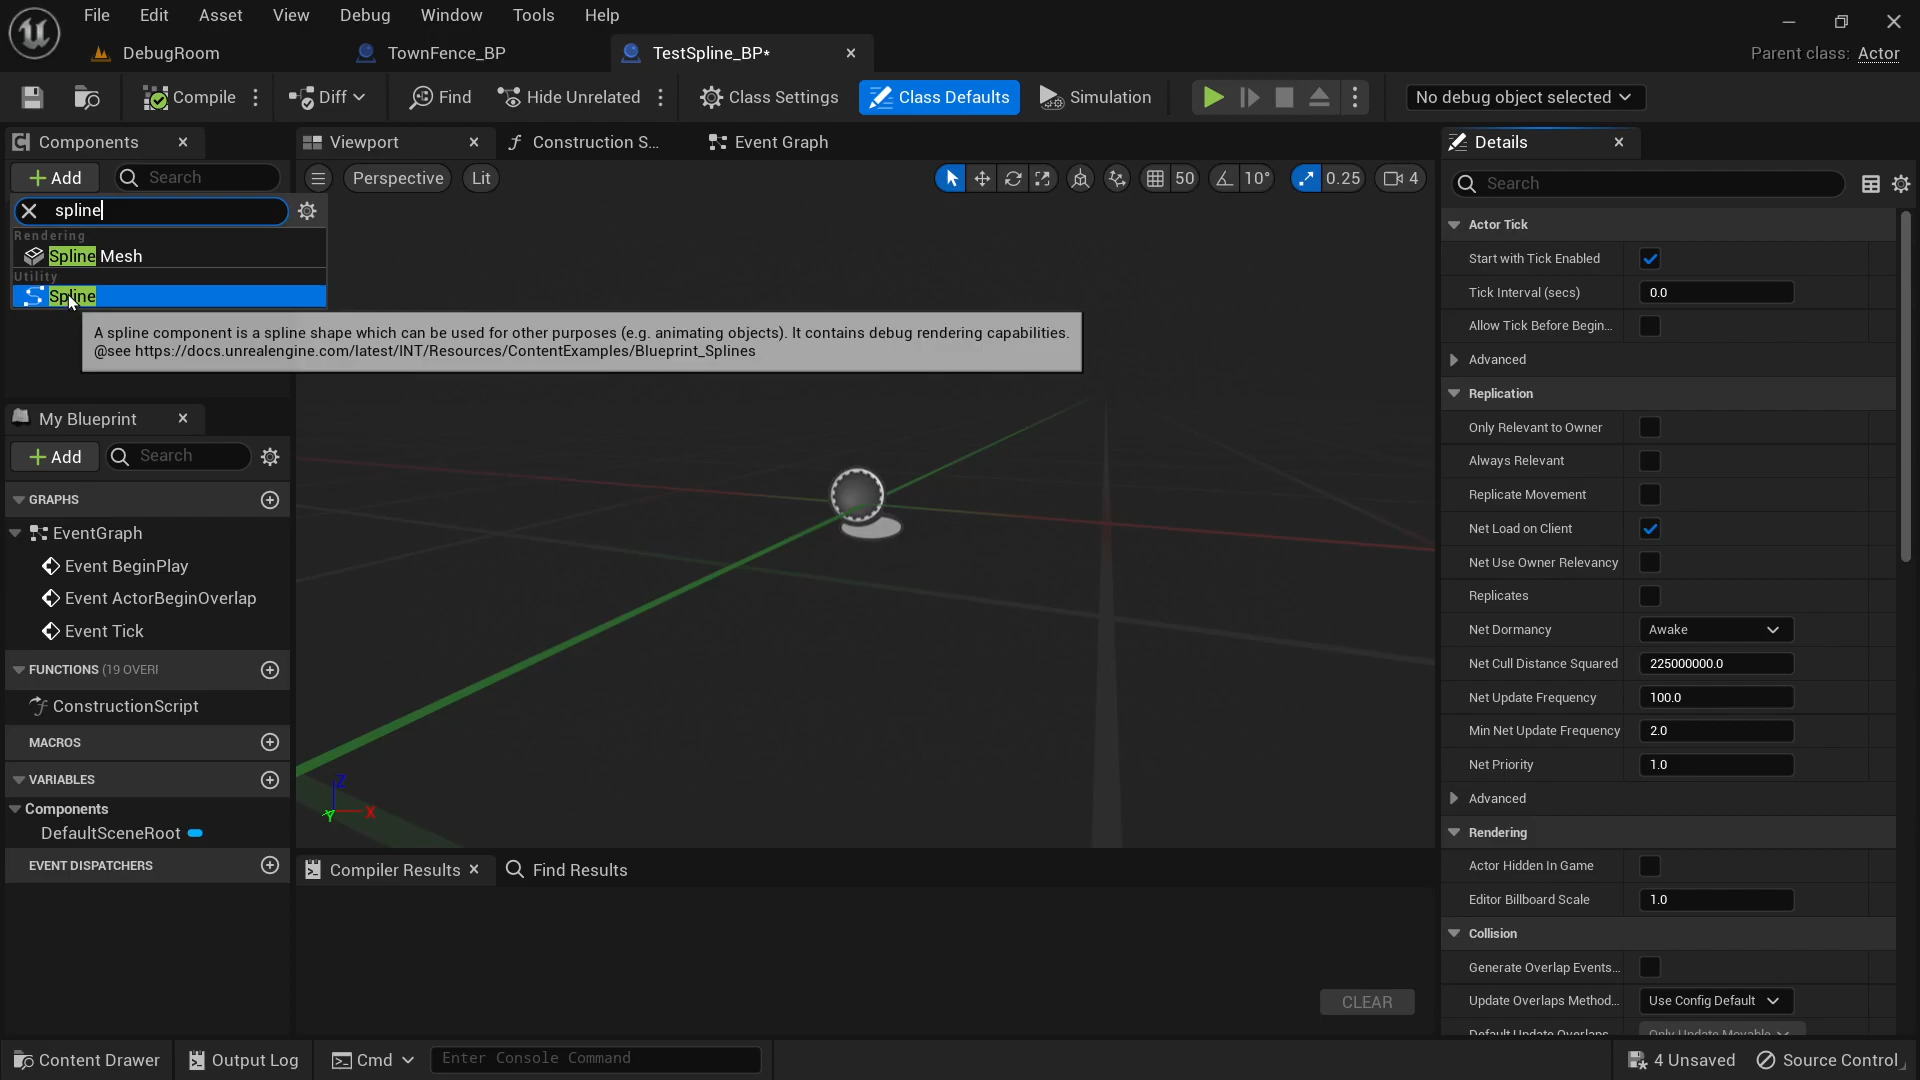 File Edit Asset View Debug Window Tools Help
DebugRoom TownFence_BP TestSpline_BP* Parent class: Actor
Compile Diff Find Hide Unrelated Class Settings Class Defaults Simulation No debug object selected
Components Viewport Construction S... Event Graph Details
Add Search Perspective Lit 50 10° 0.25 4 Search
spline
Rendering
Spline Mesh
Utility
Spline
A spline component is a spline shape which can be used for other purposes (e.g. animating objects). It contains debug rendering capabilities.
@see https://docs.unrealengine.com/latest/INT/Resources/ContentExamples/Blueprint_Splines
My Blueprint
Add Search
GRAPHS
EventGraph
Event BeginPlay
Event ActorBeginOverlap
Event Tick
FUNCTIONS (19 OVERI
ConstructionScript
MACROS
VARIABLES
Components
DefaultSceneRoot
EVENT DISPATCHERS
Z
X
Y
Compiler Results Find Results
CLEAR
Actor Tick
Start with Tick Enabled
Tick Interval (secs) 0.0
Allow Tick Before Begin...
Advanced
Replication
Only Relevant to Owner
Always Relevant
Replicate Movement
Net Load on Client
Net Use Owner Relevancy
Replicates
Net Dormancy Awake
Net Cull Distance Squared 225000000.0
Net Update Frequency 100.0
Min Net Update Frequency 2.0
Net Priority 1.0
Advanced
Rendering
Actor Hidden In Game
Editor Billboard Scale 1.0
Collision
Generate Overlap Events...
Update Overlaps Method... Use Config Default
Default Update Overlaps Only Update Movable
Content Drawer Output Log Cmd Enter Console Command 4 Unsaved Source Control